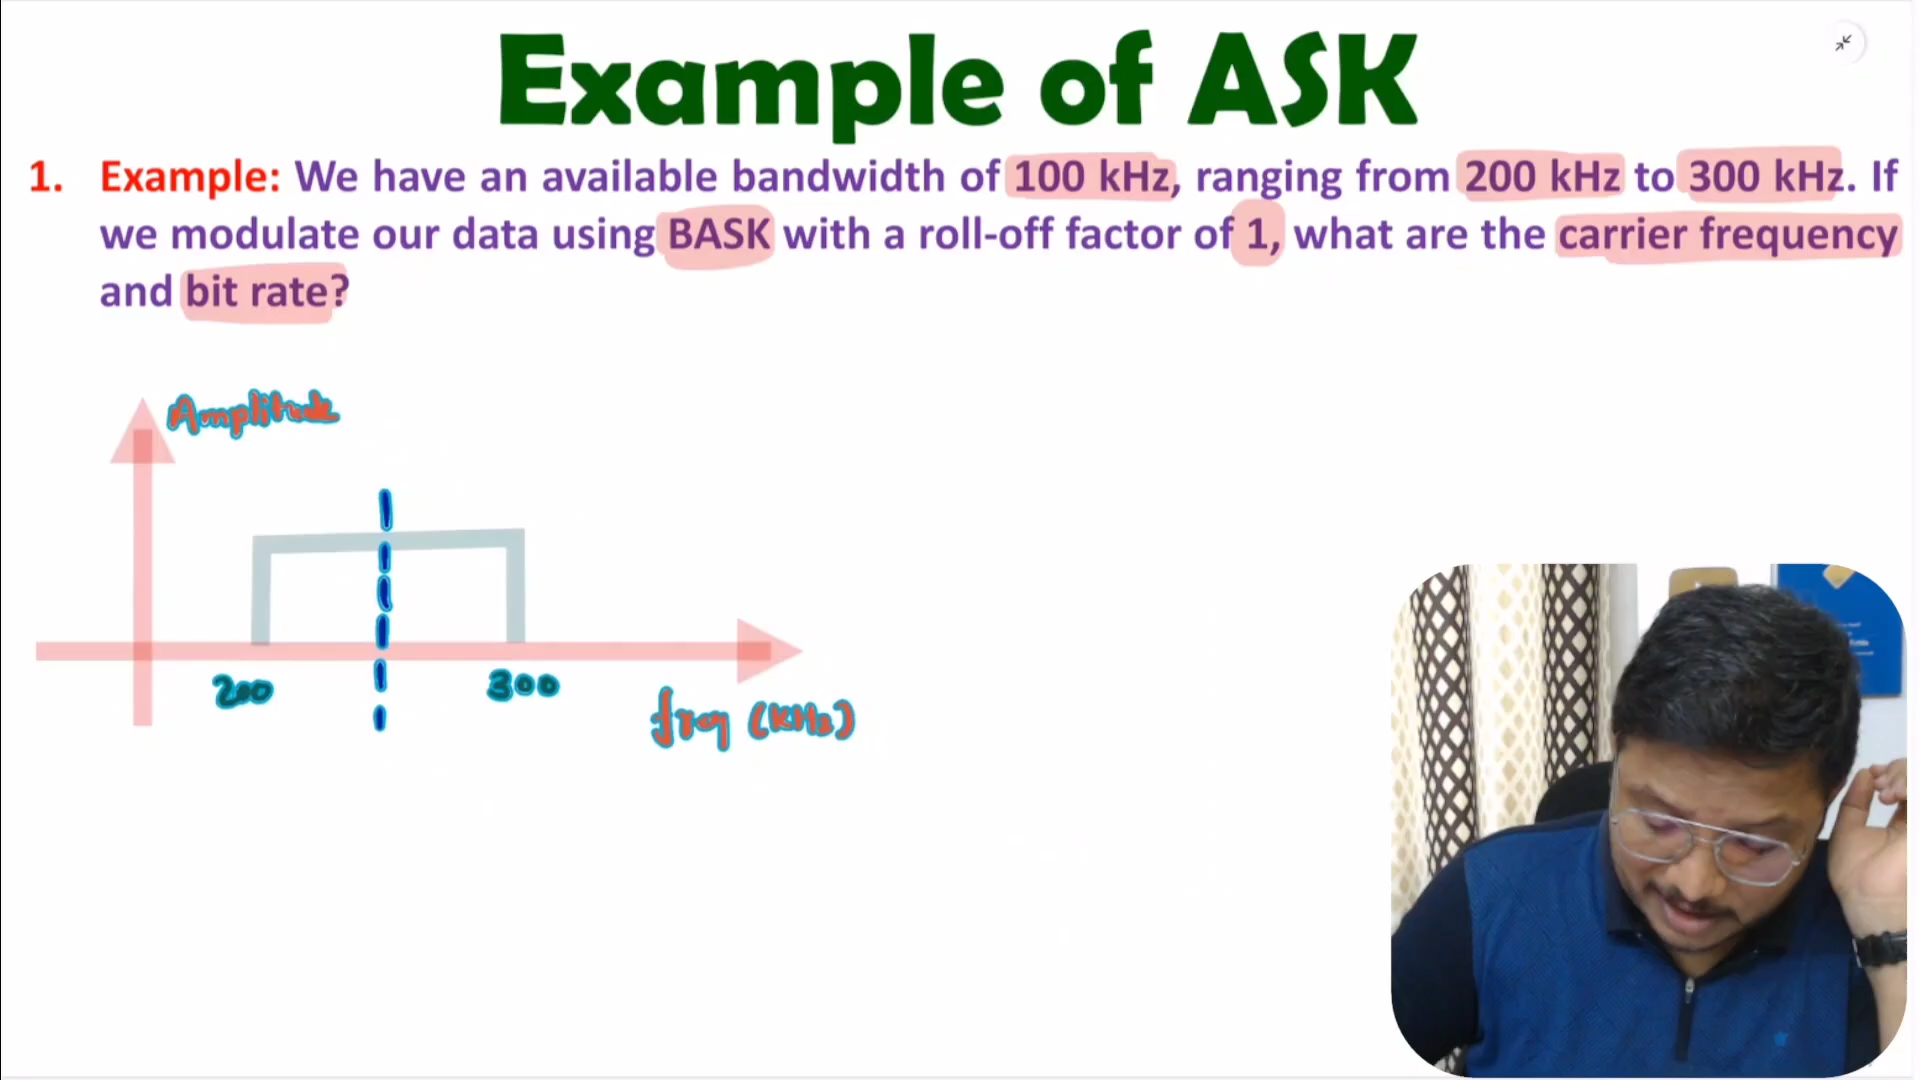 Example of ASK
1. Example: We have an available bandwidth of 100 kHz, ranging from 200 kHz to 300 kHz. If
we modulate our data using BASK with a roll-off factor of 1, what are the carrier frequency
and bit rate?
Amplitude
200
300
freq (kHz)